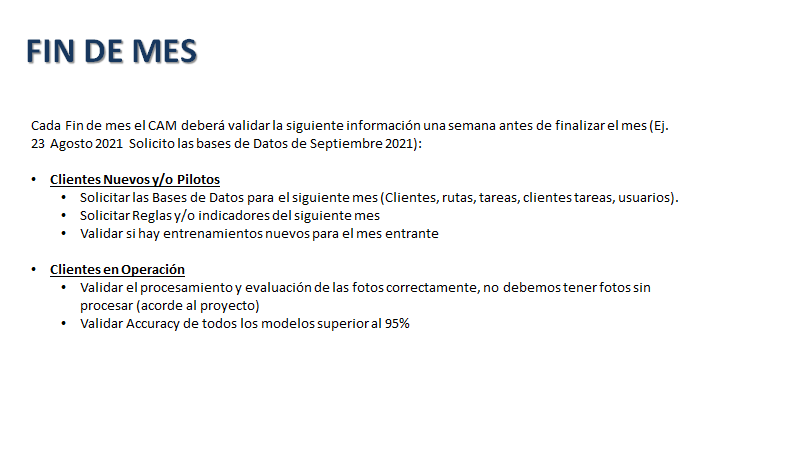 FIN DE MES
Cada Fin de mes el CAM deberá validar la siguiente información una semana antes de finalizar el mes (Ej.
23 Agosto 2021 Solicito las bases de Datos de Septiembre 2021):
• Clientes Nuevos y/o Pilotos
• Solicitar las Bases de Datos para el siguiente mes (Clientes, rutas, tareas, clientes tareas, usuarios).
• Solicitar Reglas y/o indicadores del siguiente mes
• Validar si hay entrenamientos nuevos para el mes entrante
• Clientes en Operación
• Validar el procesamiento y evaluación de las fotos correctamente, no debemos tener fotos sin
procesar (acorde al proyecto)
• Validar Accuracy de todos los modelos superior al 95%